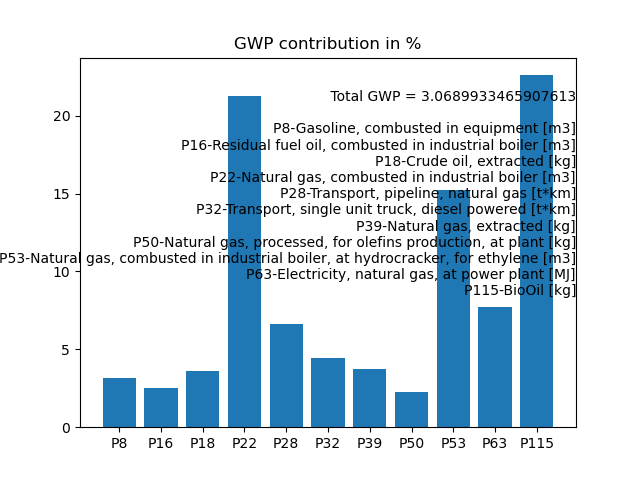 GWP contribution in %
Total GWP = 3.0689933465907613
P8-Gasoline, combusted in equipment [m3]
P16-Residual fuel oil, combusted in industrial boiler [m3]
P18-Crude oil, extracted [kg]
P22-Natural gas, combusted in industrial boiler [m3]
P28-Transport, pipeline, natural gas [t*km]
P32-Transport, single unit truck, diesel powered [t*km]
P39-Natural gas, extracted [kg]
P50-Natural gas, processed, for olefins production, at plant [kg]
P53-Natural gas, combusted in industrial boiler, at hydrocracker, for ethylene [m3]
P63-Electricity, natural gas, at power plant [MJ]
P115-BioOil [kg]
20
15
10
5
0
P8 P16 P18 P22 P28 P32 P39 P50 P53 P63 P115